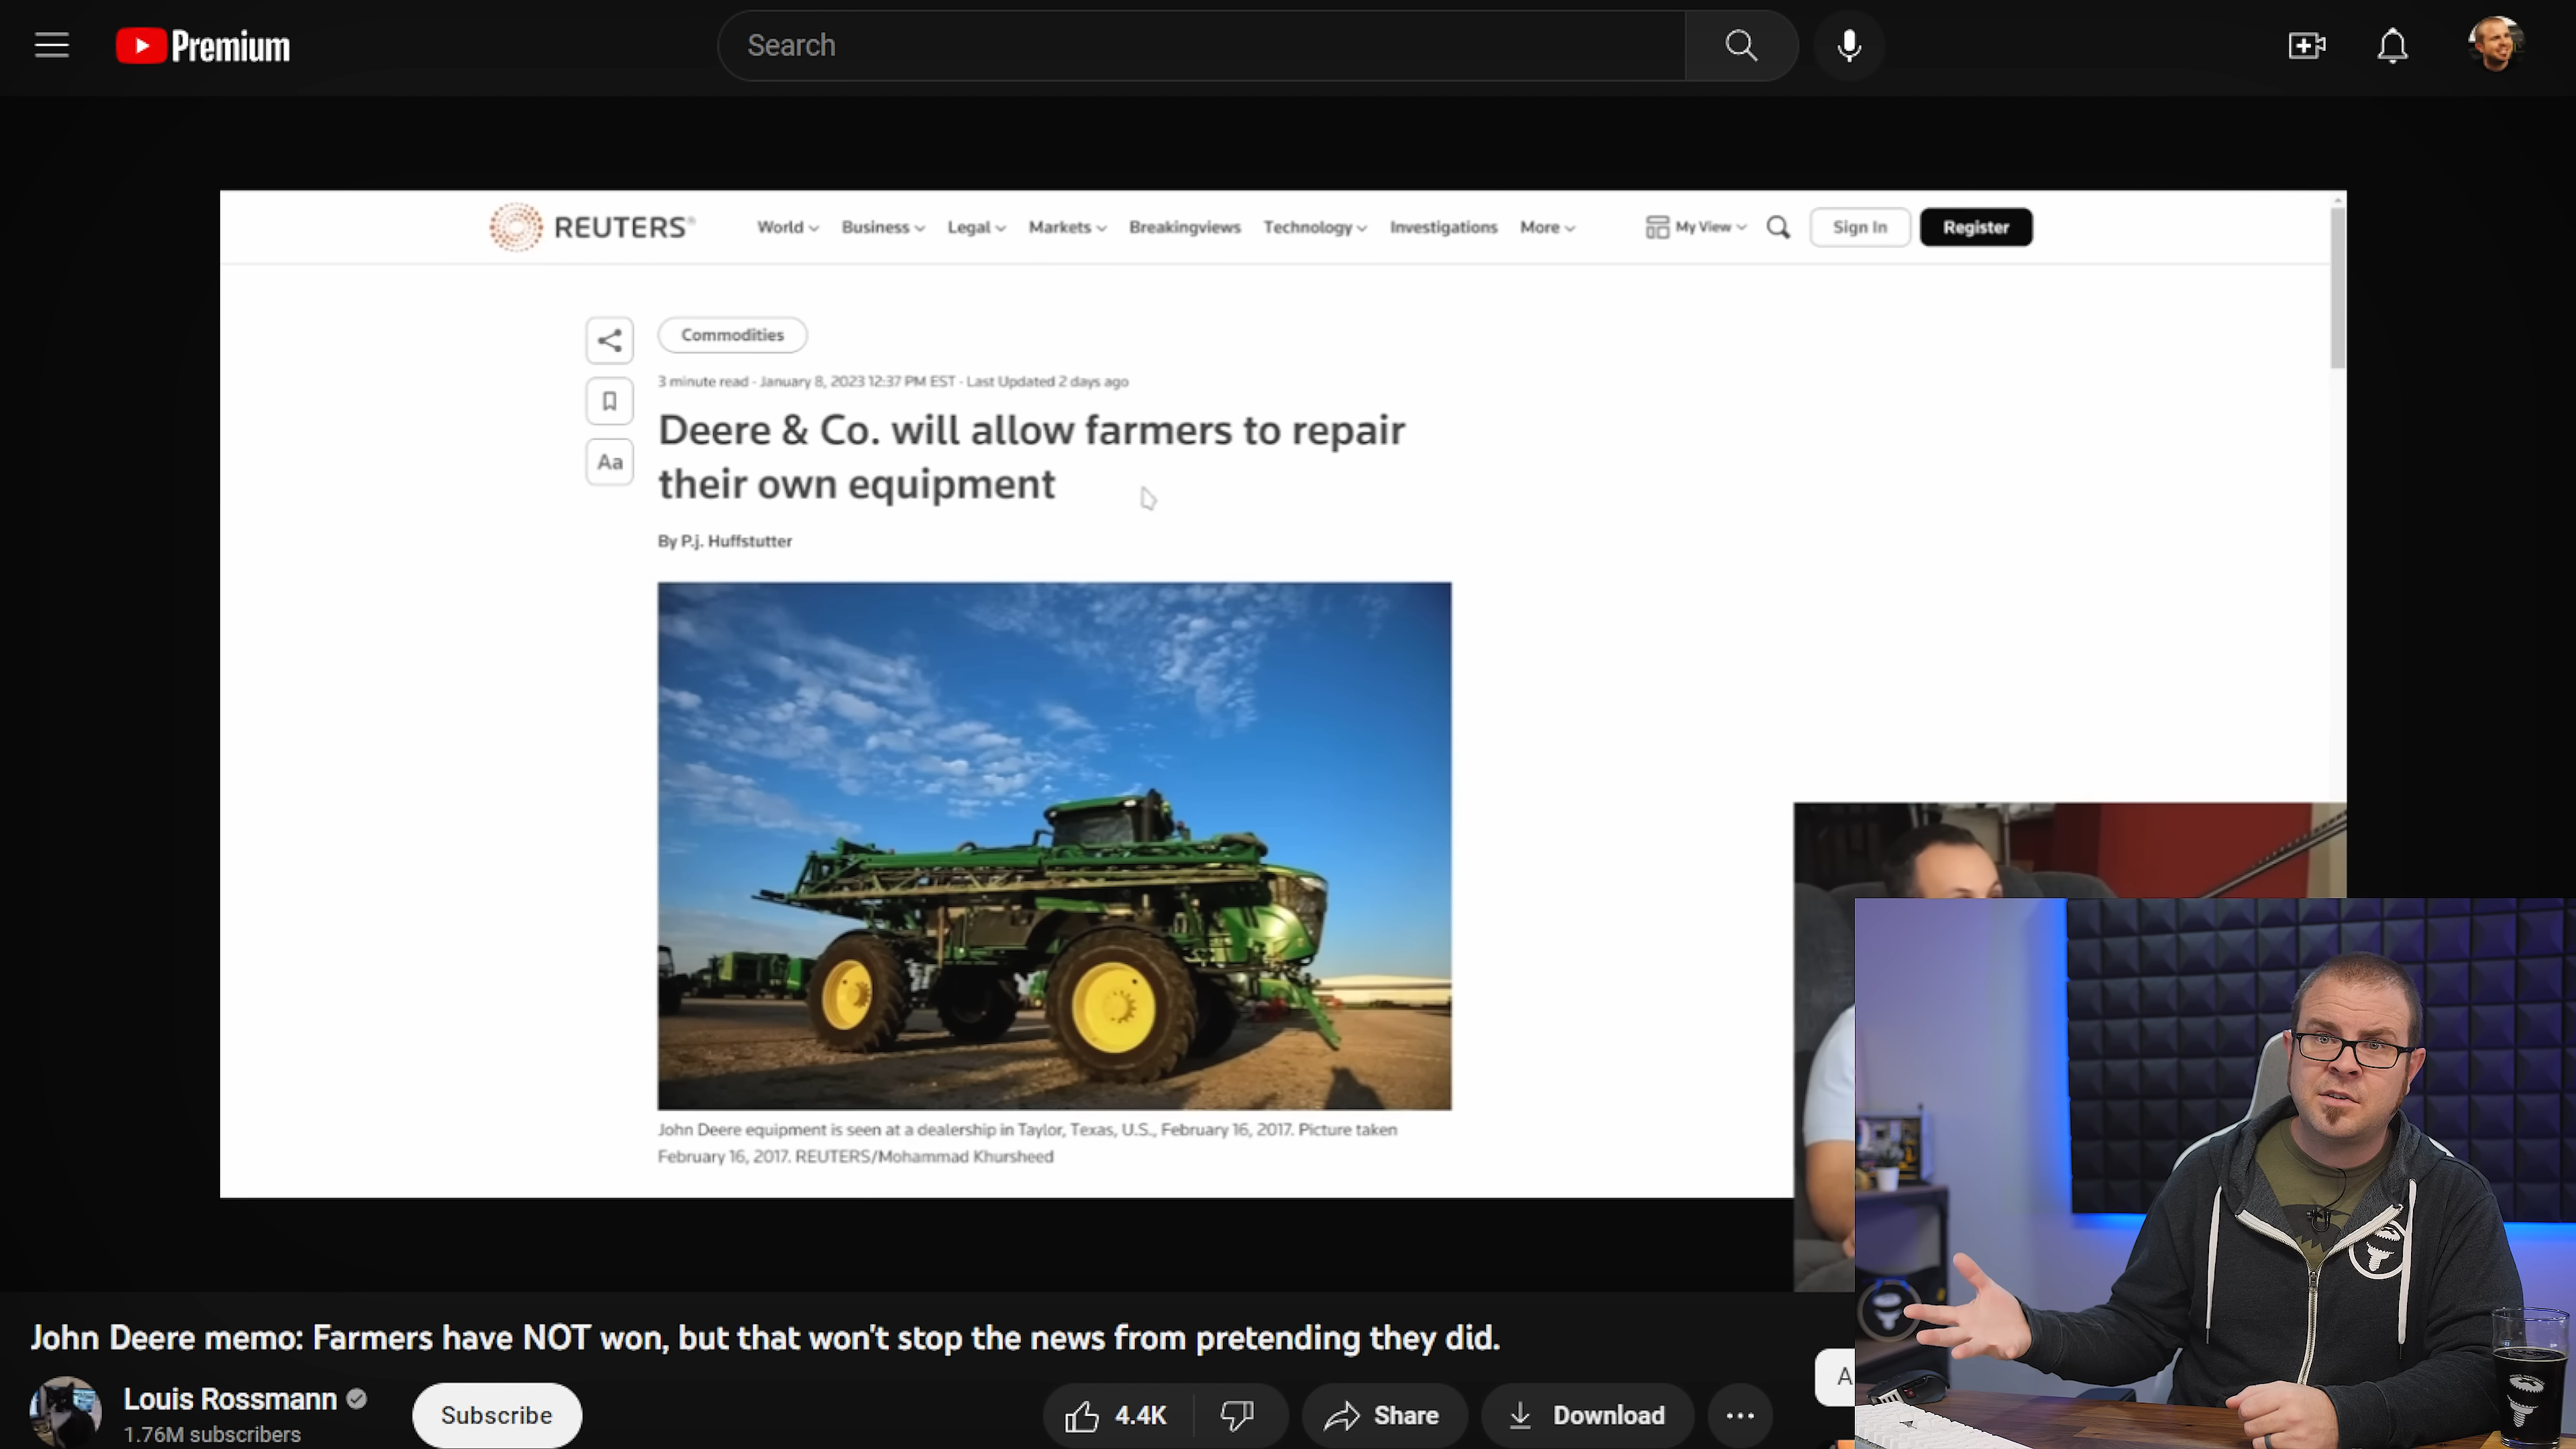 Premium
Search
REUTERS®
World
Business
Legal
Markets
Breakingviews
Technology
Investigations
More
My View
Sign In
Register
Commodities
3 minute read · January 8, 2023 12:37 PM EST · Last Updated 2 days ago
Aa
Deere & Co. will allow farmers to repair
their own equipment
By P.j. Huffstutter
John Deere equipment is seen at a dealership in Taylor, Texas, U.S., February 16, 2017. Picture taken
February 16, 2017. REUTERS/Mohammad Khursheed
John Deere memo: Farmers have NOT won, but that won't stop the news from pretending they did.
Louis Rossmann
1.76M subscribers
Subscribe
4.4K
Share
Download
A